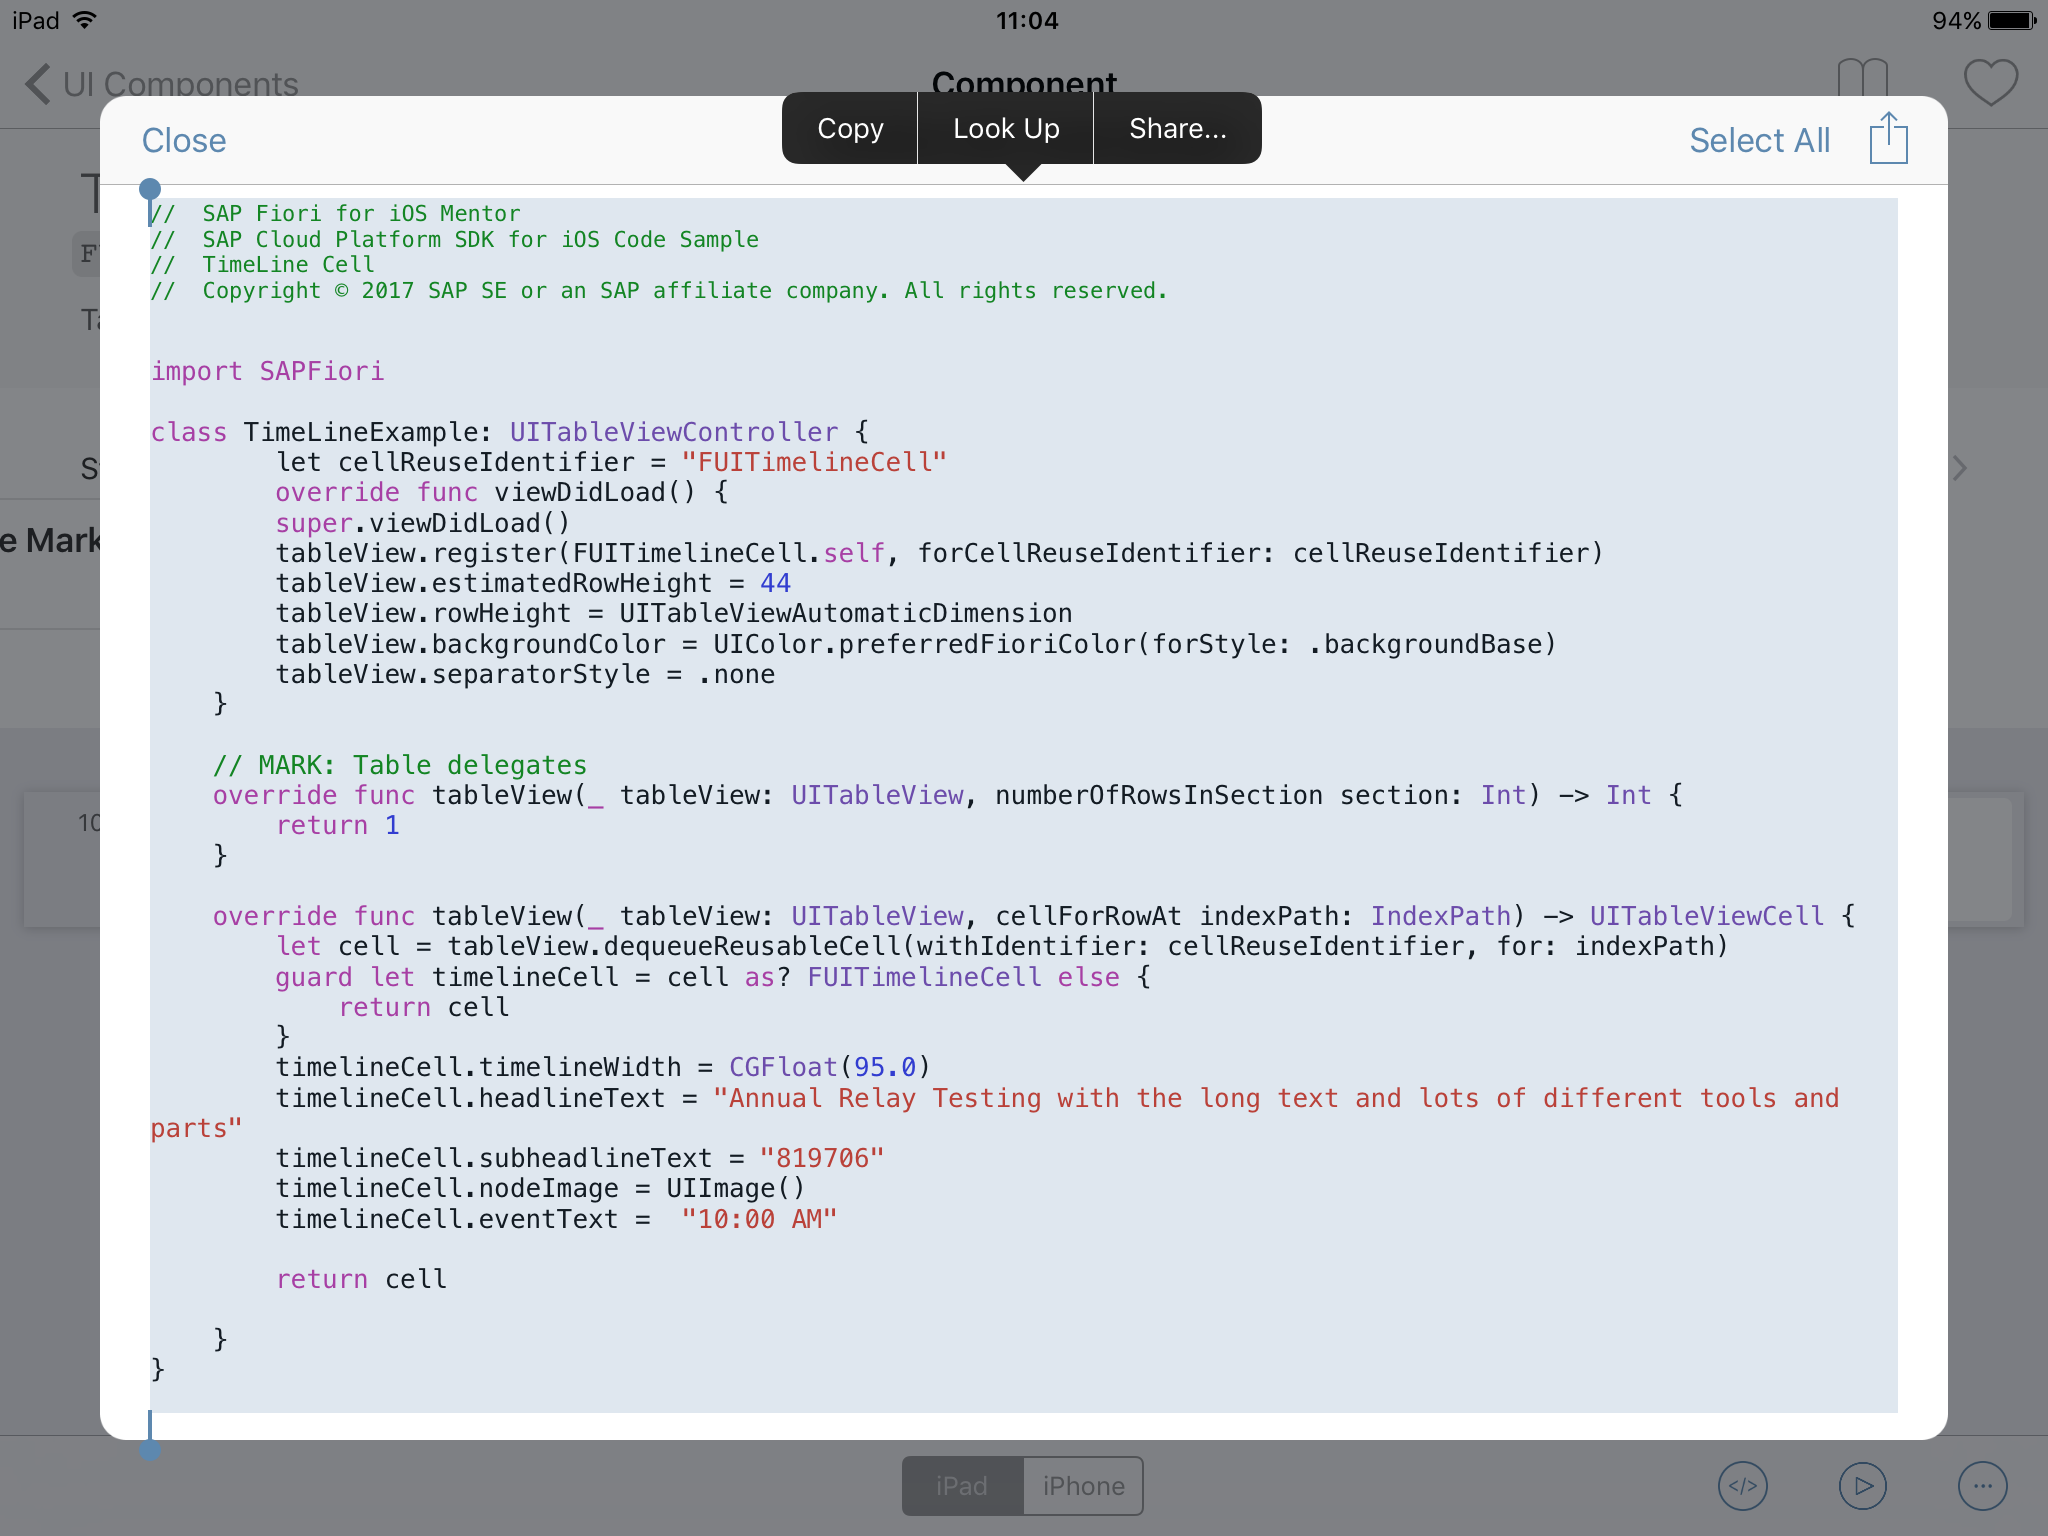 iPad
11:04
94%
UI Components
Component
Copy
Look Up
Share...
Close
Select All
//  SAP Fiori for iOS Mentor
//  SAP Cloud Platform SDK for iOS Code Sample
//  TimeLine Cell
//  Copyright © 2017 SAP SE or an SAP affiliate company. All rights reserved.
import SAPFiori
class TimeLineExample: UITableViewController {
        let cellReuseIdentifier = "FUITimelineCell"
        override func viewDidLoad() {
        super.viewDidLoad()
        tableView.register(FUITimelineCell.self, forCellReuseIdentifier: cellReuseIdentifier)
        tableView.estimatedRowHeight = 44
        tableView.rowHeight = UITableViewAutomaticDimension
        tableView.backgroundColor = UIColor.preferredFioriColor(forStyle: .backgroundBase)
        tableView.separatorStyle = .none
    }
    // MARK: Table delegates
    override func tableView(_ tableView: UITableView, numberOfRowsInSection section: Int) -> Int {
        return 1
    }
    override func tableView(_ tableView: UITableView, cellForRowAt indexPath: IndexPath) -> UITableViewCell {
        let cell = tableView.dequeueReusableCell(withIdentifier: cellReuseIdentifier, for: indexPath)
        guard let timelineCell = cell as? FUITimelineCell else {
            return cell
        }
        timelineCell.timelineWidth = CGFloat(95.0)
        timelineCell.headlineText = "Annual Relay Testing with the long text and lots of different tools and
parts"
        timelineCell.subheadlineText = "819706"
        timelineCell.nodeImage = UIImage()
        timelineCell.eventText =  "10:00 AM"
        return cell
    }
}
e Mark
10
iPad
iPhone